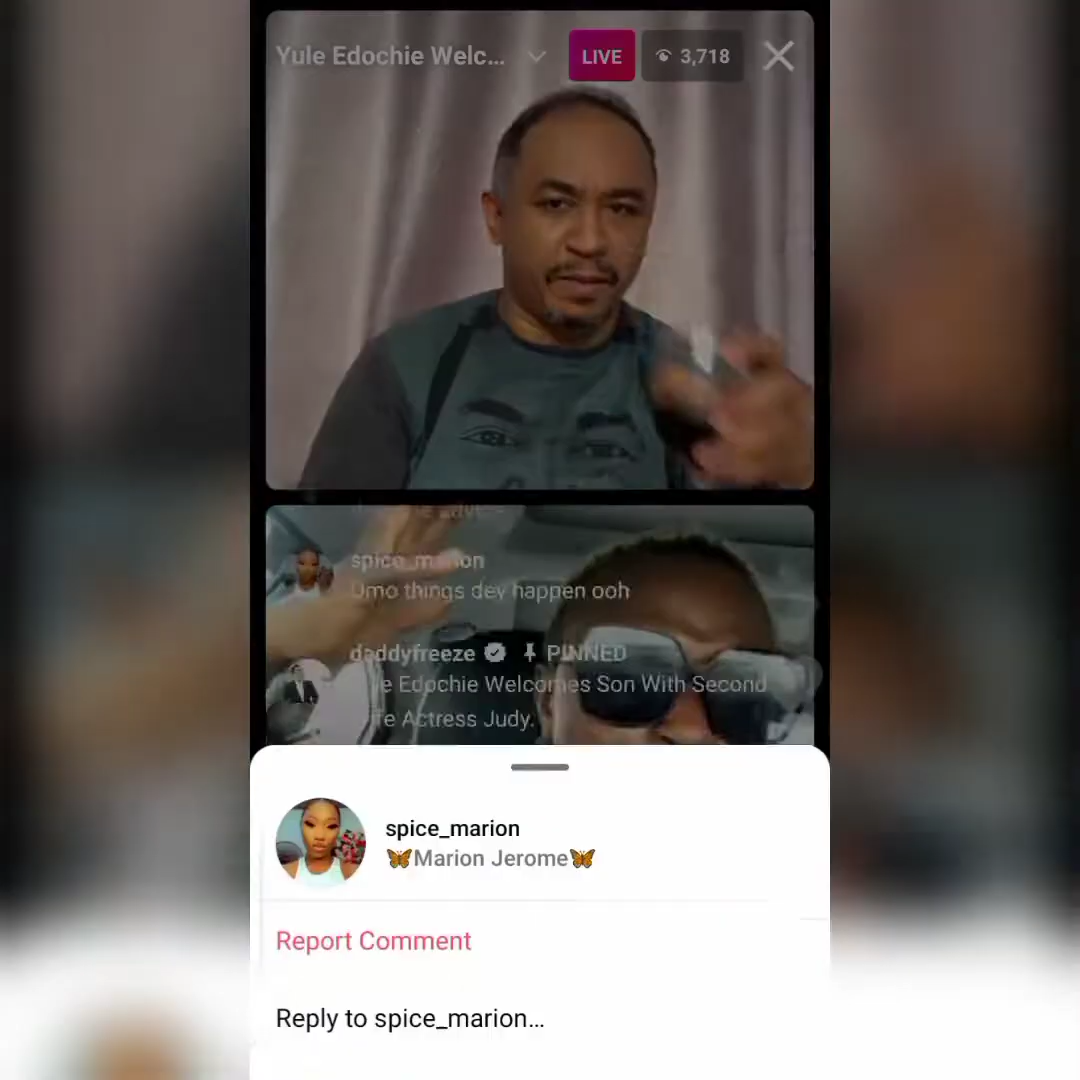 Yule Edochie Welc...
LIVE
3,718
spice_marion
Omo things dey happen ooh
daddyfreeze PINNED
Edochie Welcomes Son With Second
Actress Judy.
spice_marion
🦋Marion Jerome🦋
Report Comment
Reply to spice_marion...